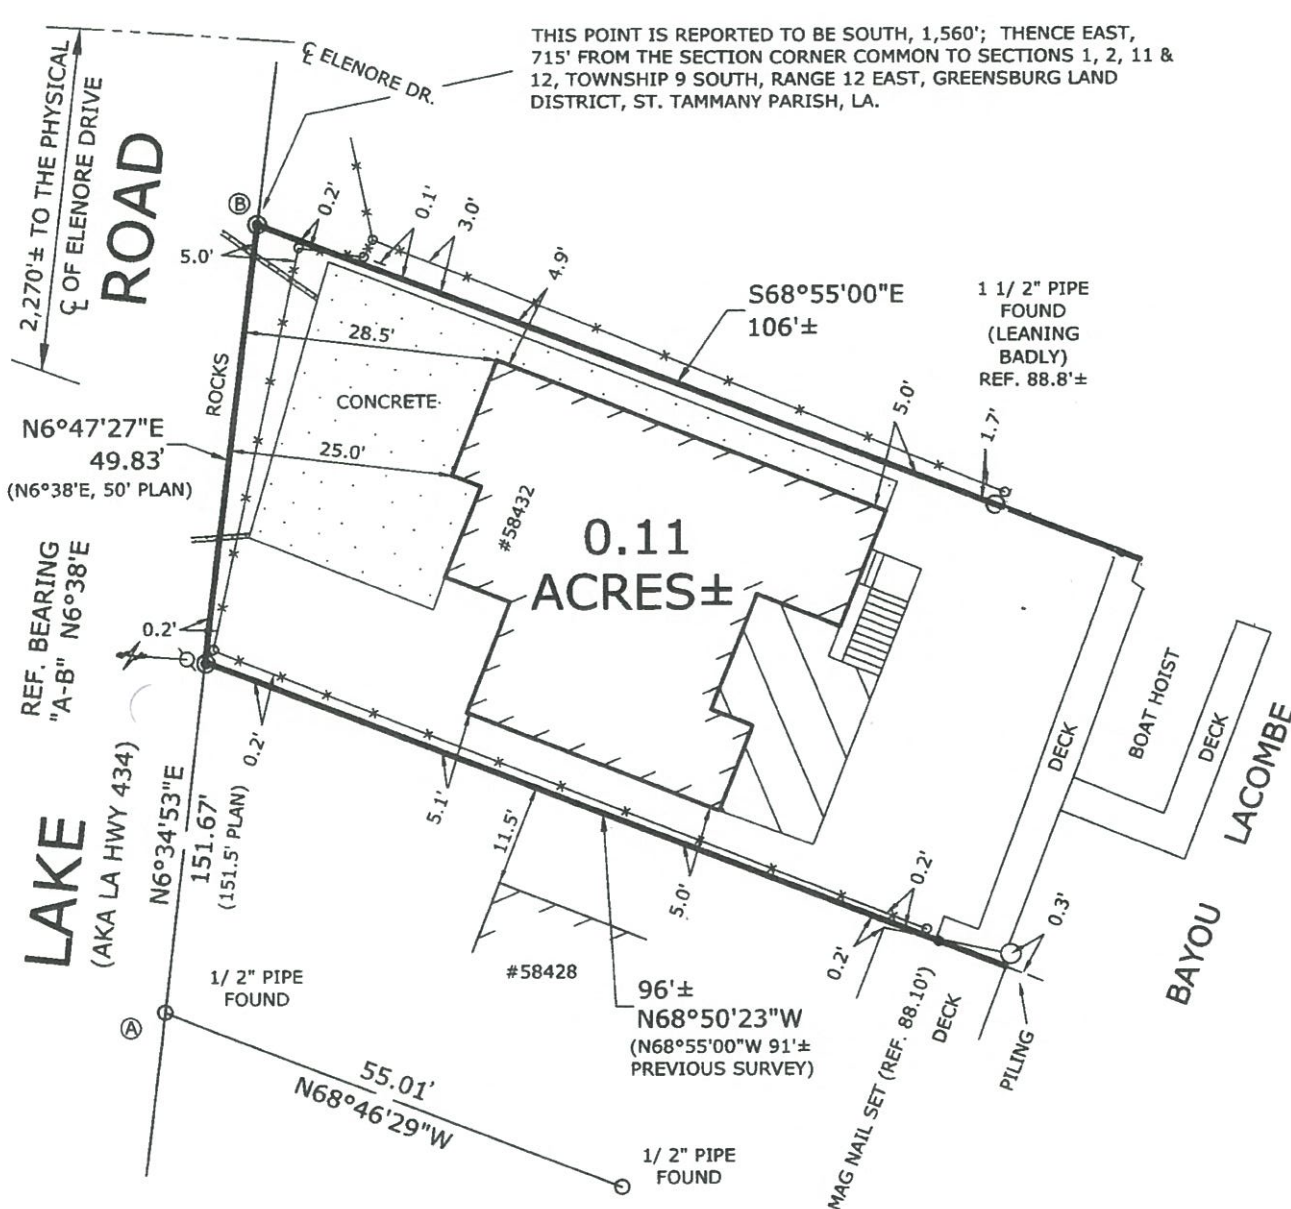 THIS POINT IS REPORTED TO BE SOUTH, 1,560'; THENCE EAST,
715' FROM THE SECTION CORNER COMMON TO SECTIONS 1, 2, 11 &
12, TOWNSHIP 9 SOUTH, RANGE 12 EAST, GREENSBURG LAND
DISTRICT, ST. TAMMANY PARISH, LA.
℄ ELENORE DR.
2,270'± TO THE PHYSICAL
℄ OF ELENORE DRIVE
ROAD
B
5.0'
0.2'
0.1'
3.0'
4.9'
S68°55'00"E
106'±
1 1/ 2" PIPE
FOUND
(LEANING
BADLY)
REF. 88.8'±
28.5'
ROCKS
CONCRETE
5.0'
1.7'
N6°47'27"E
49.83'
(N6°38'E, 50' PLAN)
25.0'
#58432
0.11
ACRES±
REF. BEARING
"A-B" N6°38'E
0.2'
0.2'
LAKE
(AKA LA HWY 434)
N6°34'53"E
151.67'
(151.5' PLAN)
5.1'
11.5'
5.0'
0.2'
0.2'
0.3'
DECK
BOAT HOIST
DECK
BAYOU LACOMBE
#58428
96'±
N68°50'23"W
(N68°55'00"W 91'±
PREVIOUS SURVEY)
MAG NAIL SET (REF. 88.10')
DECK
PILING
1/ 2" PIPE
FOUND
A
55.01'
N68°46'29"W
1/ 2" PIPE
FOUND